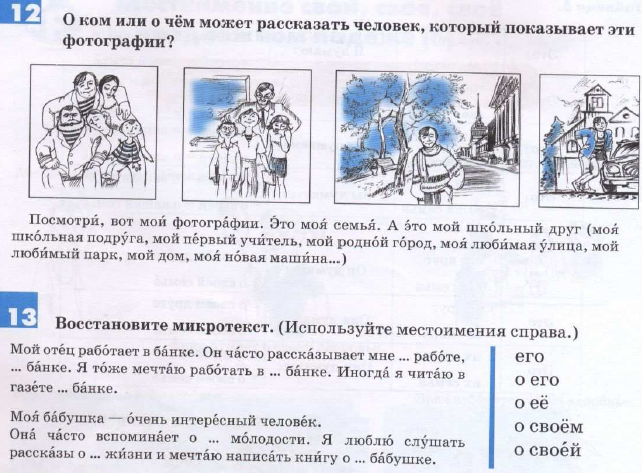 12
О ком или о чём может рассказать человек, который показывает эти
фотографии?
Посмотри́, вот мои́ фотогра́фии. Э́то моя́ семья́. А э́то мой шко́льный друг (моя́
шко́льная подру́га, мой пе́рвый учи́тель, мой родно́й го́род, моя́ люби́мая у́лица, мой
люби́мый парк, мой дом, моя́ но́вая маши́на...)
13
Восстановите микротекст. (Используйте местоимения справа.)
Мой оте́ц рабо́тает в ба́нке. Он ча́сто расска́зывает мне ... рабо́те,
... ба́нке. Я то́же мечта́ю рабо́тать в ... ба́нке. Иногда́ я чита́ю в
газе́те ... ба́нке.
Моя́ ба́бушка — о́чень интере́сный челове́к.
Она́ ча́сто вспомина́ет о ... мо́лодости. Я люблю́ слу́шать
расска́зы о ... жи́зни и мечта́ю написа́ть кни́гу о ... ба́бушке.
его
о его
о её
о своём
о свое́й